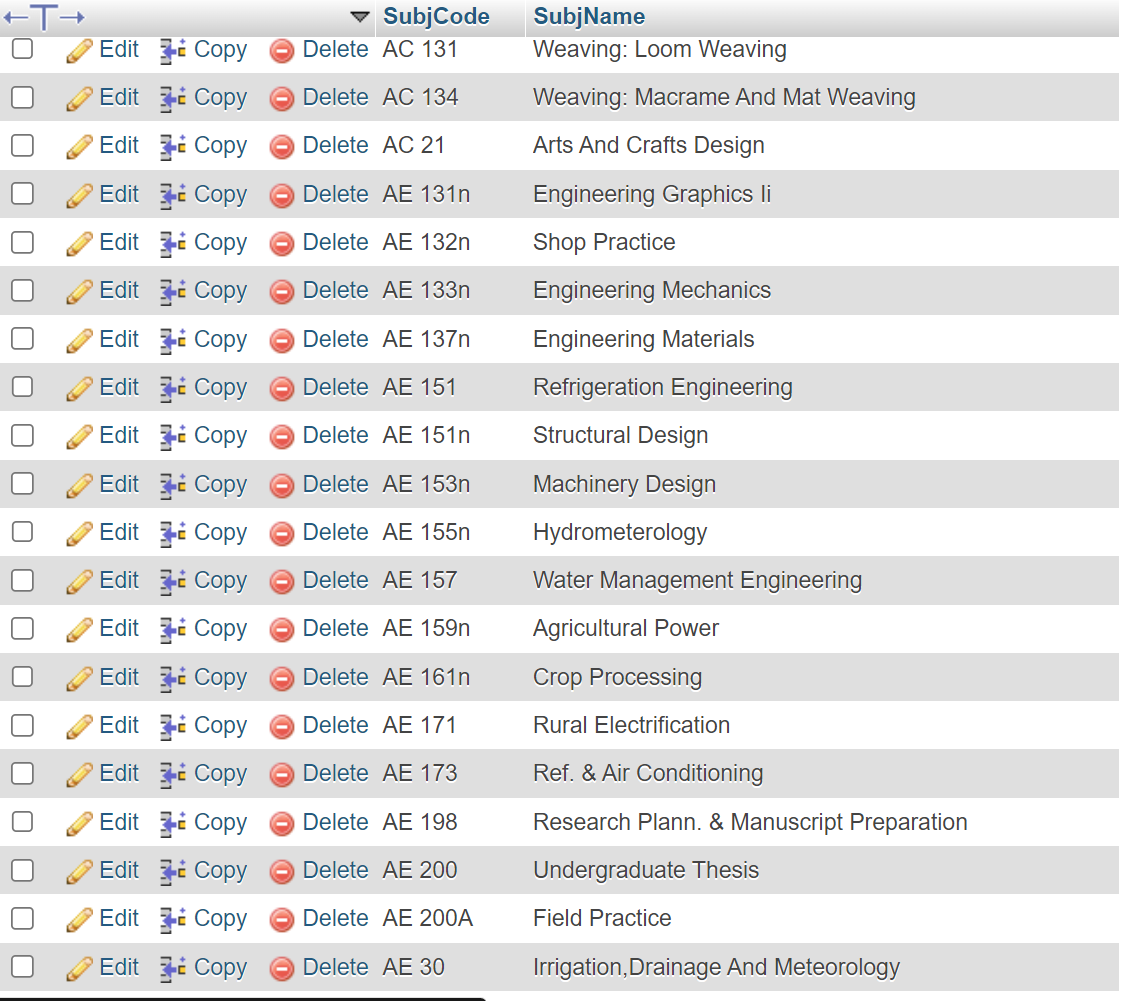 SubjCode SubjName
Edit Copy Delete AC 131 Weaving: Loom Weaving
Edit Copy Delete AC 134 Weaving: Macrame And Mat Weaving
Edit Copy Delete AC 21 Arts And Crafts Design
Edit Copy Delete AE 131n Engineering Graphics Ii
Edit Copy Delete AE 132n Shop Practice
Edit Copy Delete AE 133n Engineering Mechanics
Edit Copy Delete AE 137n Engineering Materials
Edit Copy Delete AE 151 Refrigeration Engineering
Edit Copy Delete AE 151n Structural Design
Edit Copy Delete AE 153n Machinery Design
Edit Copy Delete AE 155n Hydrometerology
Edit Copy Delete AE 157 Water Management Engineering
Edit Copy Delete AE 159n Agricultural Power
Edit Copy Delete AE 161n Crop Processing
Edit Copy Delete AE 171 Rural Electrification
Edit Copy Delete AE 173 Ref. & Air Conditioning
Edit Copy Delete AE 198 Research Plann. & Manuscript Preparation
Edit Copy Delete AE 200 Undergraduate Thesis
Edit Copy Delete AE 200A Field Practice
Edit Copy Delete AE 30 Irrigation,Drainage And Meteorology